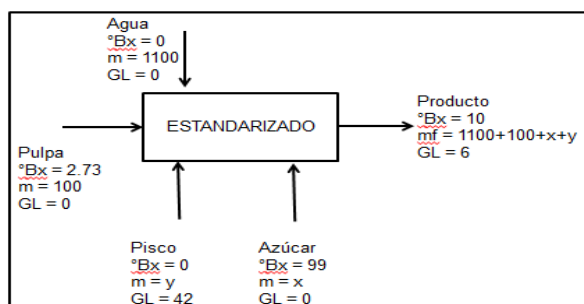 Agua
°Bx = 0
m = 1100
GL = 0
ESTANDARIZADO
Producto
°Bx = 10
mf = 1100+100+x+y
GL = 6
Pulpa
°Bx = 2.73
m = 100
GL = 0
Pisco
°Bx = 0
m = y
GL = 42
Azúcar
°Bx = 99
m = x
GL = 0